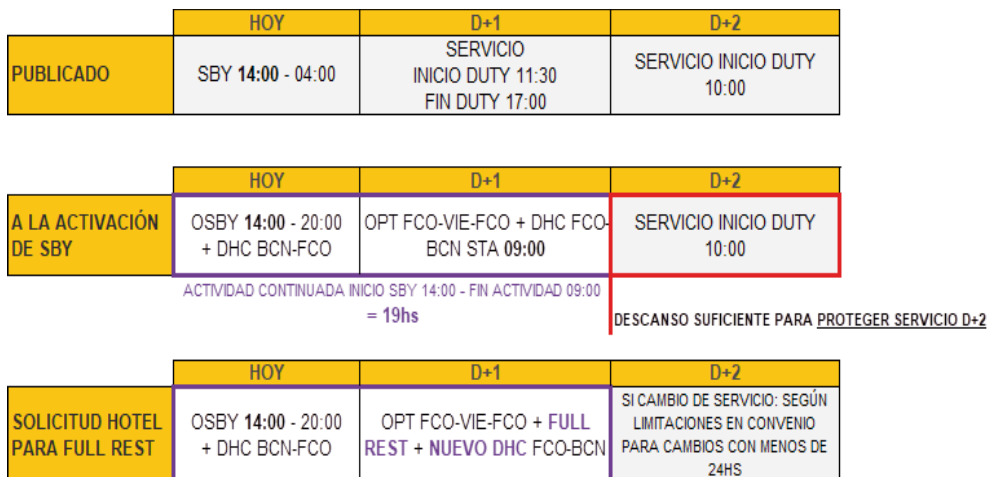 HOY D+1 D+2
PUBLICADO
SBY 14:00 - 04:00
SERVICIO
INICIO DUTY 11:30
FIN DUTY 17:00
SERVICIO INICIO DUTY
10:00
HOY D+1 D+2
A LA ACTIVACIÓN
DE SBY
OSBY 14:00 - 20:00
+ DHC BCN-FCO
OPT FCO-VIE-FCO + DHC FCO-
BCN STA 09:00
SERVICIO INICIO DUTY
10:00
ACTIVIDAD CONTINUADA INICIO SBY 14:00 - FIN ACTIVIDAD 09:00
= 19hs
DESCANSO SUFICIENTE PARA PROTEGER SERVICIO D+2
HOY D+1 D+2
SOLICITUD HOTEL
PARA FULL REST
OSBY 14:00 - 20:00
+ DHC BCN-FCO
OPT FCO-VIE-FCO + FULL
REST + NUEVO DHC FCO-BCN
SI CAMBIO DE SERVICIO: SEGÚN
LIMITACIONES EN CONVENIO
PARA CAMBIOS CON MENOS DE
24HS